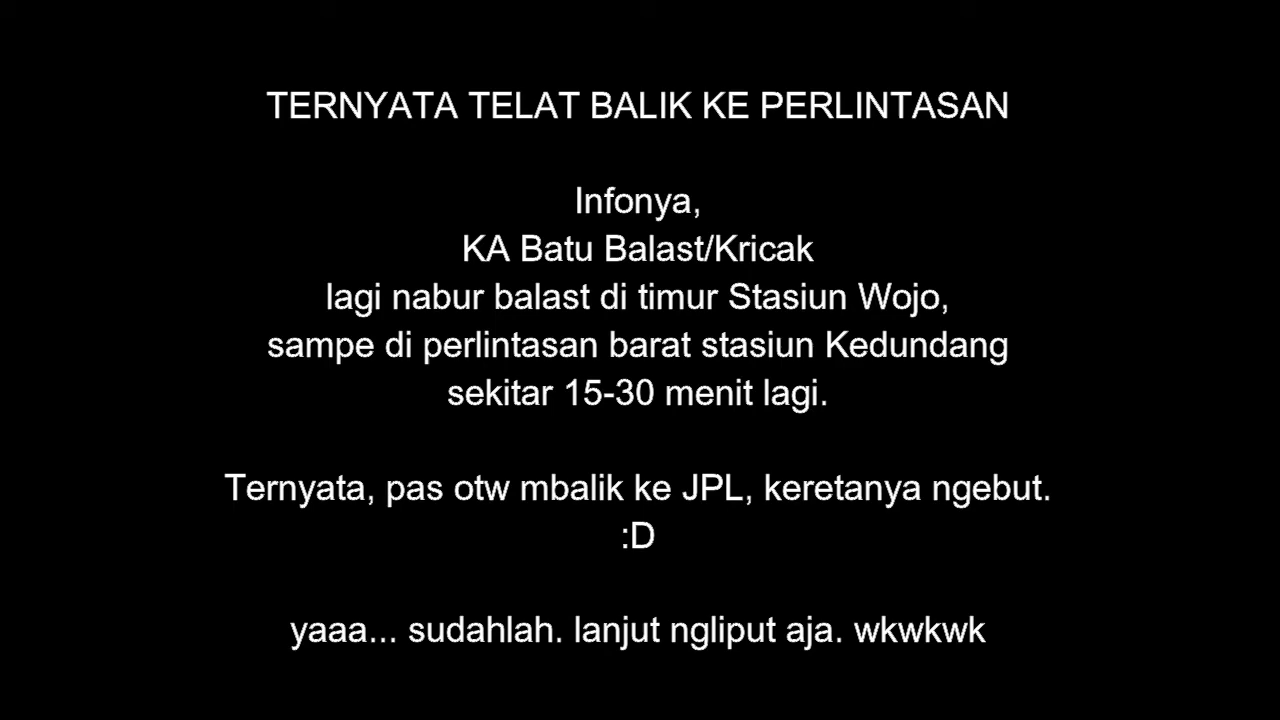 TERNYATA TELAT BALIK KE PERLINTASAN
Infonya,
KA Batu Balast/Kricak
lagi nabur balast di timur Stasiun Wojo,
sampe di perlintasan barat stasiun Kedundang
sekitar 15-30 menit lagi.
Ternyata, pas otw mbalik ke JPL, keretanya ngebut.
:D
yaaa... sudahlah. lanjut ngliput aja. wkwkwk